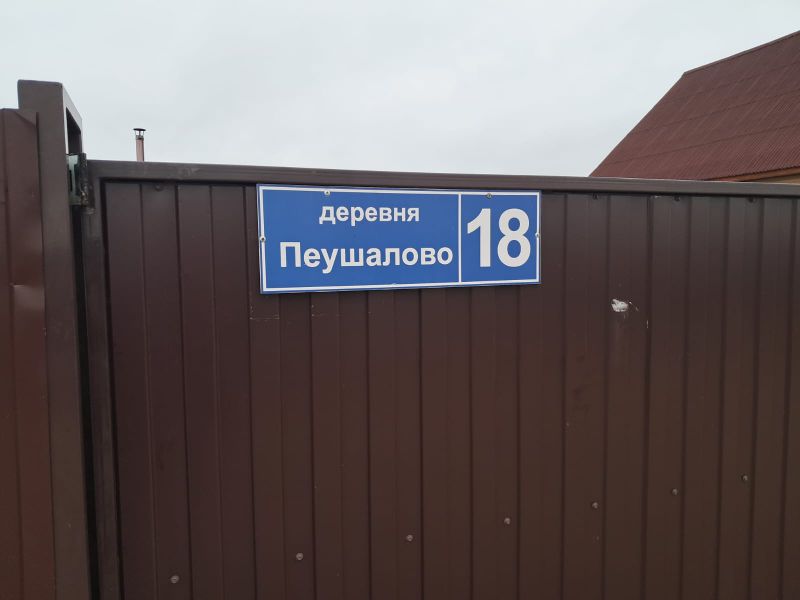 деревня
Пеушалово
18